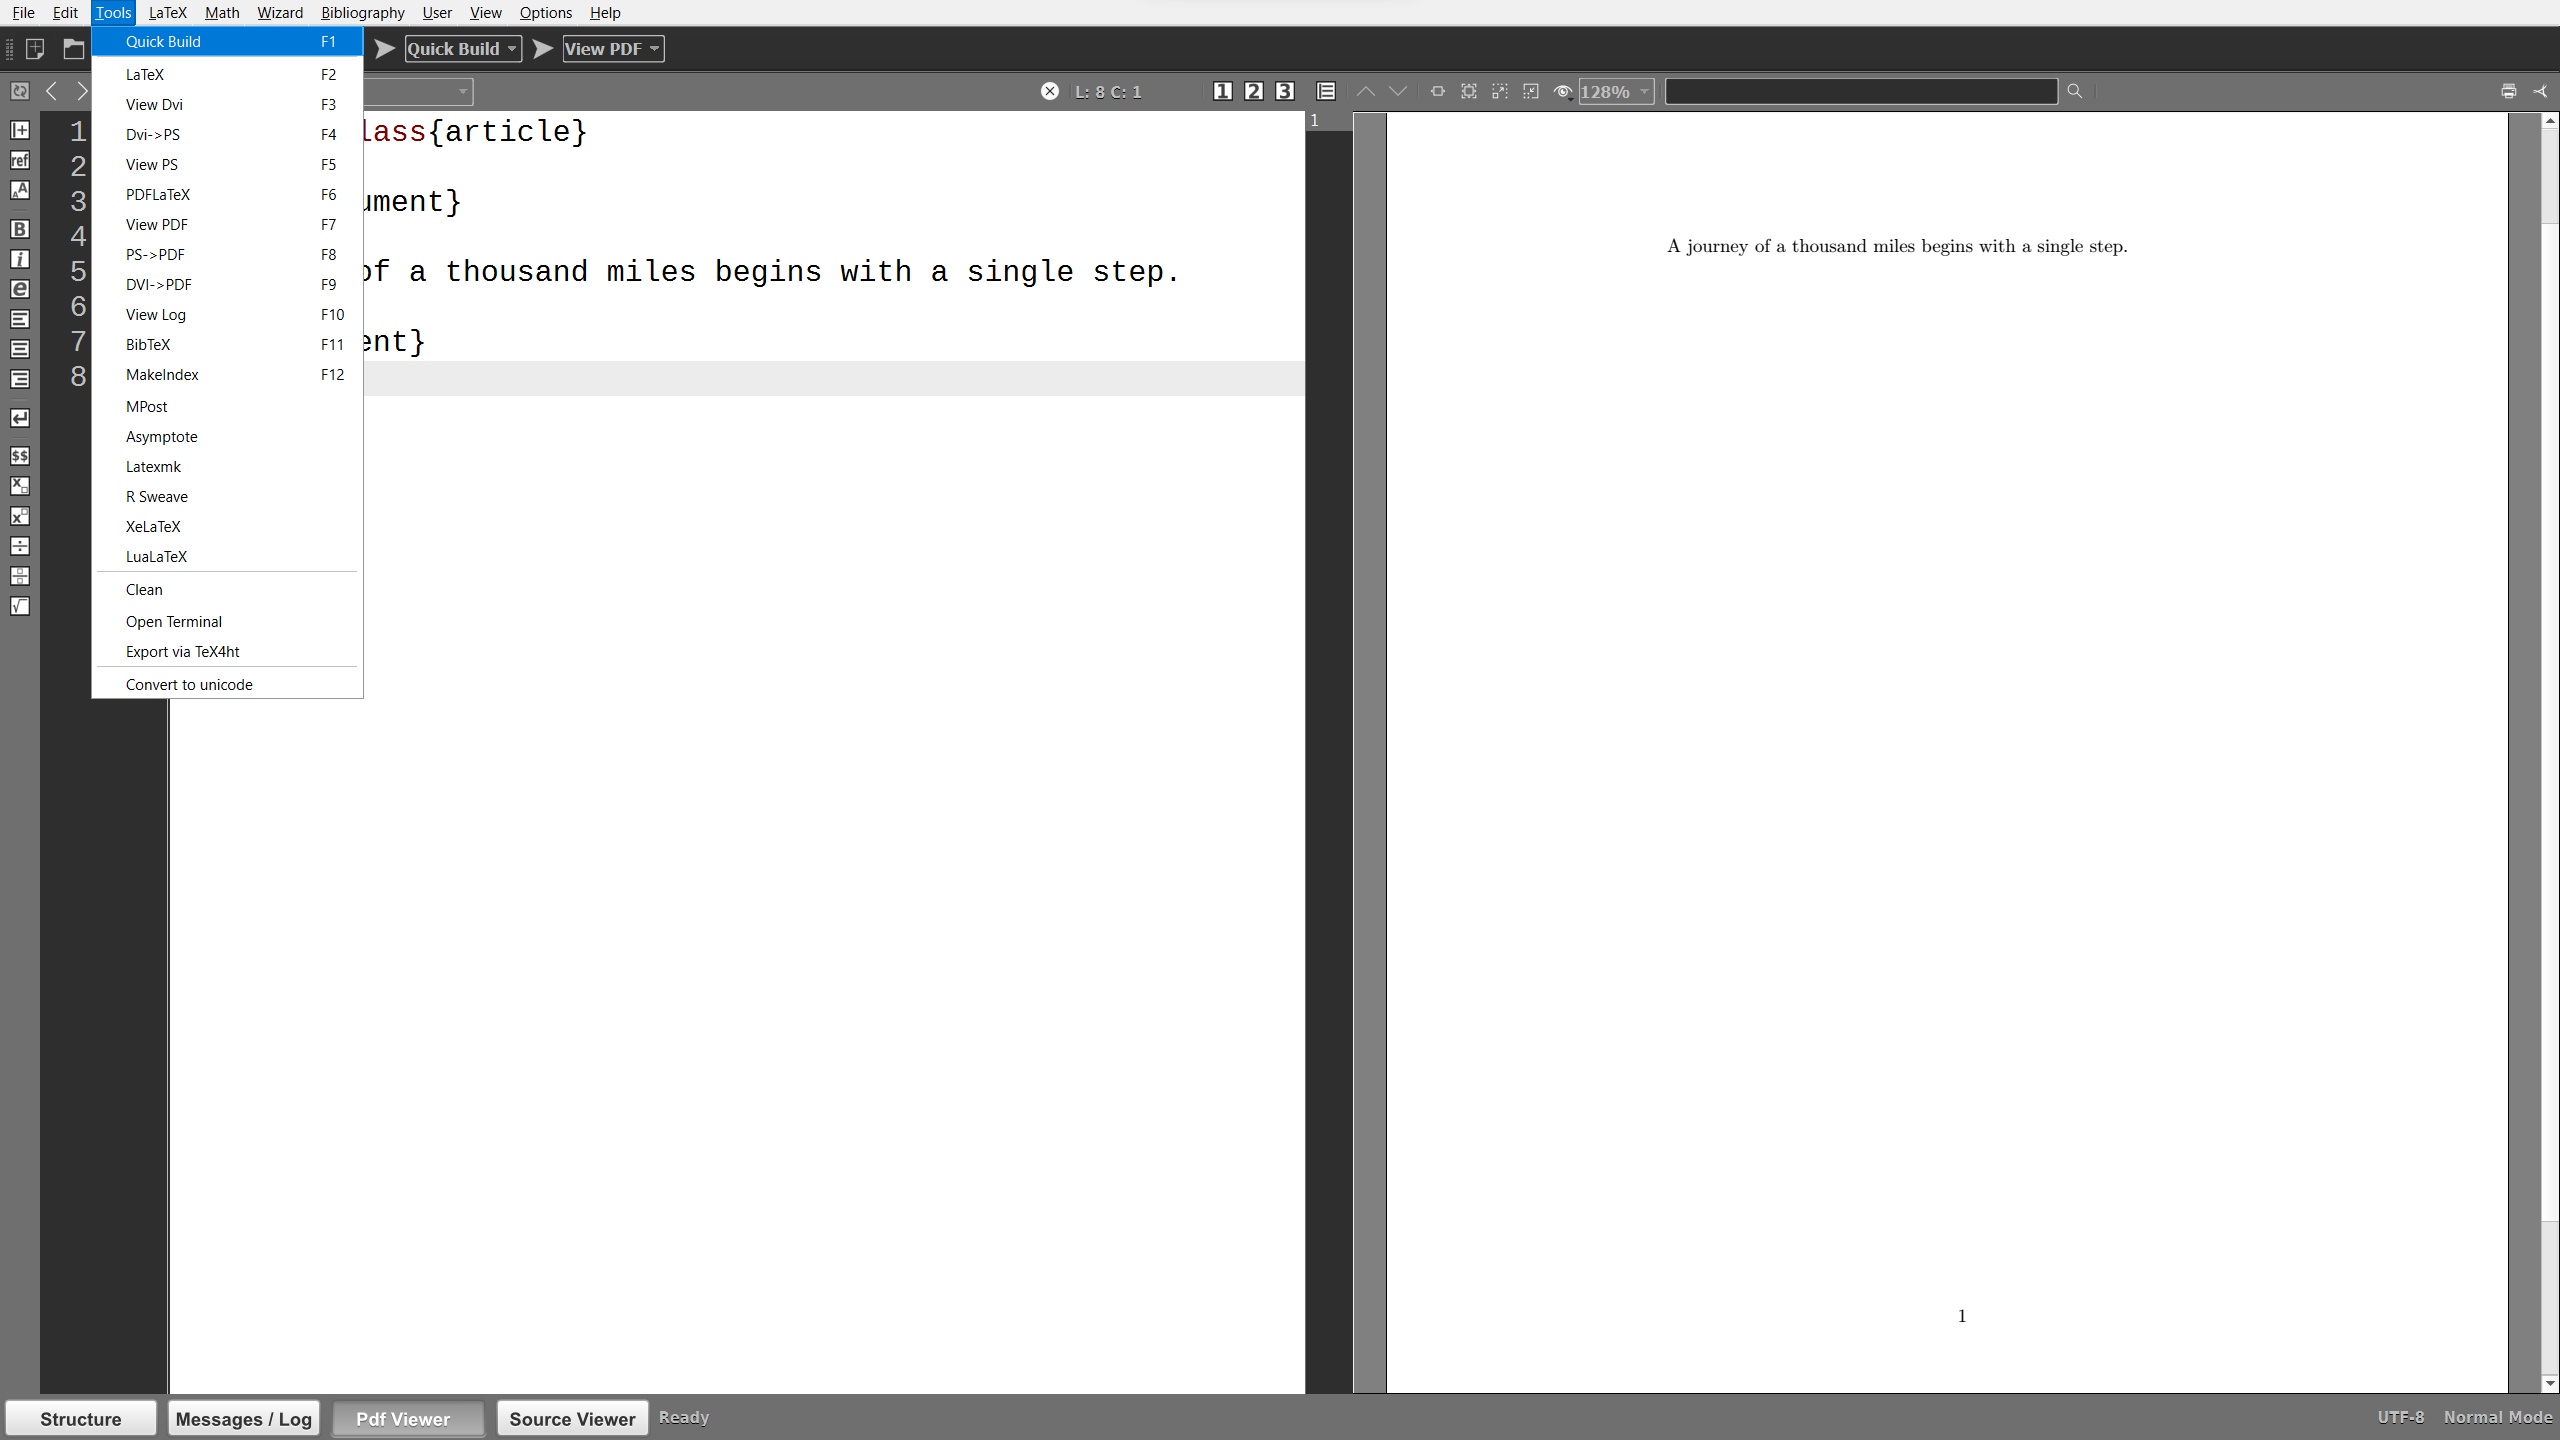 File Edit Tools LaTeX Math Wizard Bibliography User View Options Help
Quick Build F1
Quick Build
View PDF
LaTeX F2
View Dvi F3
Dvi->PS F4
View PS F5
PDFLaTeX F6
View PDF F7
PS->PDF F8
DVI->PDF F9
View Log F10
BibTeX F11
MakeIndex F12
MPost
Asymptote
Latexmk
R Sweave
XeLaTeX
LuaLaTeX
Clean
Open Terminal
Export via TeX4ht
Convert to unicode
L: 8 C: 1
1 2 3
128%
ref
AA
B
i
e
$$
x
x
1 lass{article}
2
3 ument}
4
5 of a thousand miles begins with a single step.
6
7 ent}
8
1
A journey of a thousand miles begins with a single step.
1
Structure
Messages / Log
Pdf Viewer
Source Viewer
Ready
UTF-8
Normal Mode